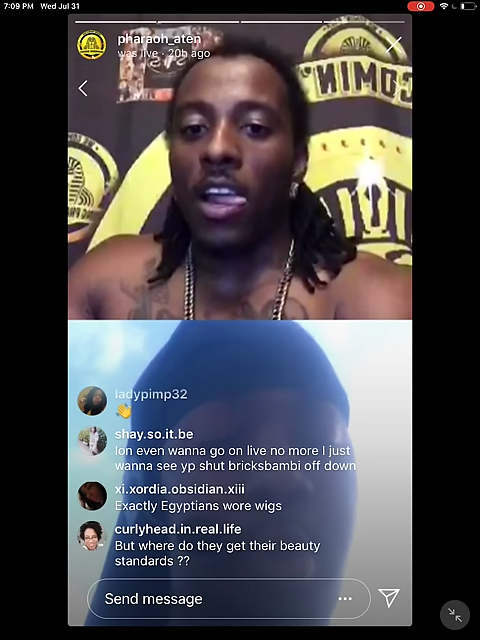 7:09 PM Wed Jul 31
pharaoh_aten
was live · 20h ago
COMIN
ladypimp32
👋
shay.so.it.be
Ion even wanna go on live no more I just
wanna see yp shut bricksbambi off down
xi.xordia.obsidian.xiii
Exactly Egyptians wore wigs
curlyhead.in.real.life
But where do they get their beauty
standards ??
Send message